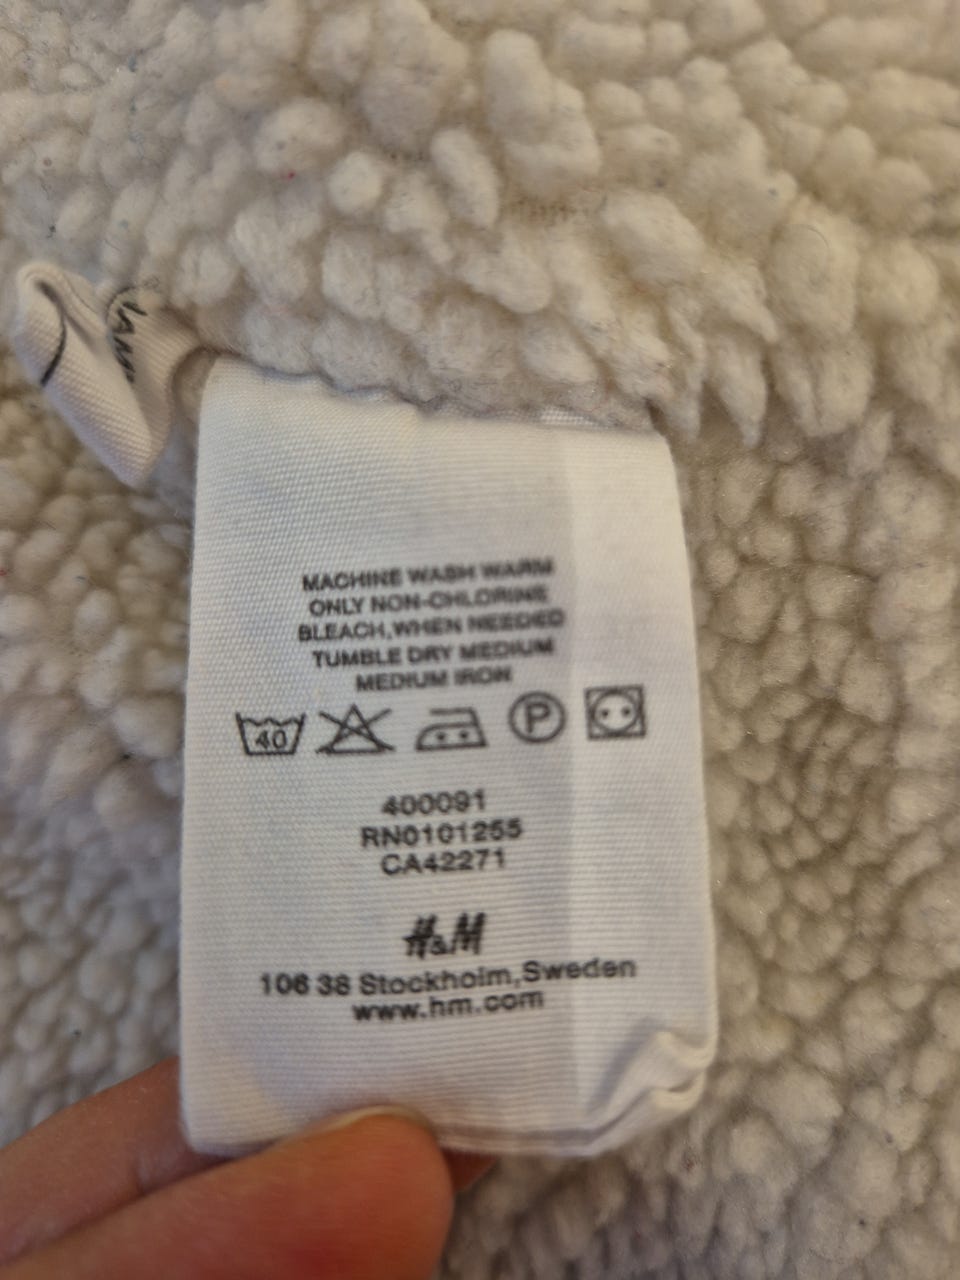 MACHINE WASH WARM
ONLY NON-CHLORINE
BLEACH,WHEN NEEDED
TUMBLE DRY MEDIUM
MEDIUM IRON
40 P
400091
RN0101255
CA42271
H&M
106 38 Stockholm,Sweden
www.hm.com